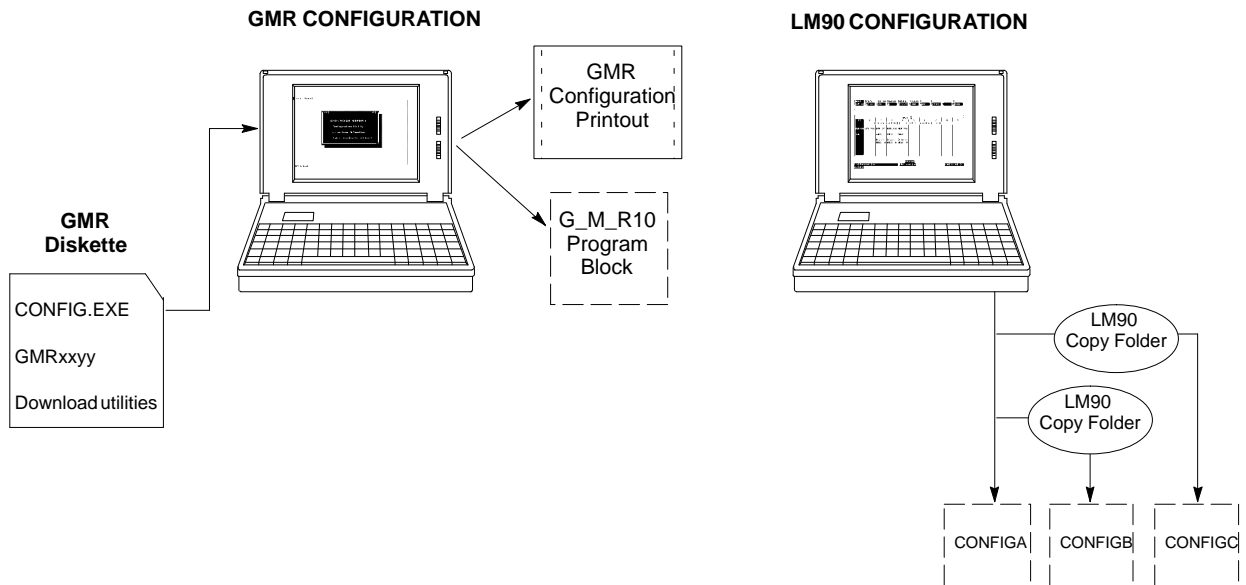 GMR CONFIGURATION
LM90 CONFIGURATION
GMR
Configuration
Printout
G_M_R10
Program
Block
GMR
Diskette
CONFIG.EXE
GMRxxyy
Download utilities
LM90
Copy Folder
LM90
Copy Folder
CONFIGA
CONFIGB
CONFIGC